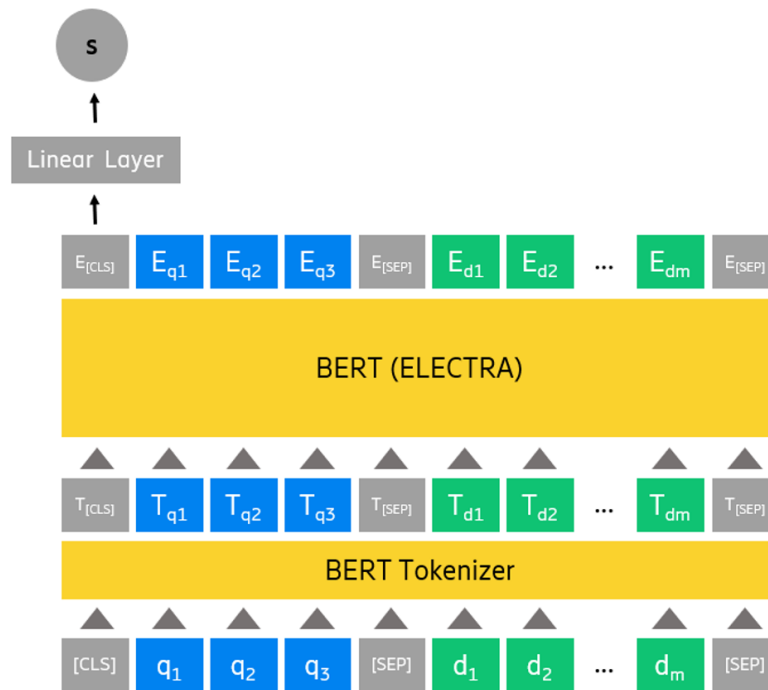 s
Linear Layer
E[CLS] Eq1 Eq2 Eq3 E[SEP] Ed1 Ed2 ... Edm E[SEP]
BERT (ELECTRA)
T[CLS] Tq1 Tq2 Tq3 T[SEP] Td1 Td2 ... Tdm T[SEP]
BERT Tokenizer
[CLS] q1 q2 q3 [SEP] d1 d2 ... dm [SEP]